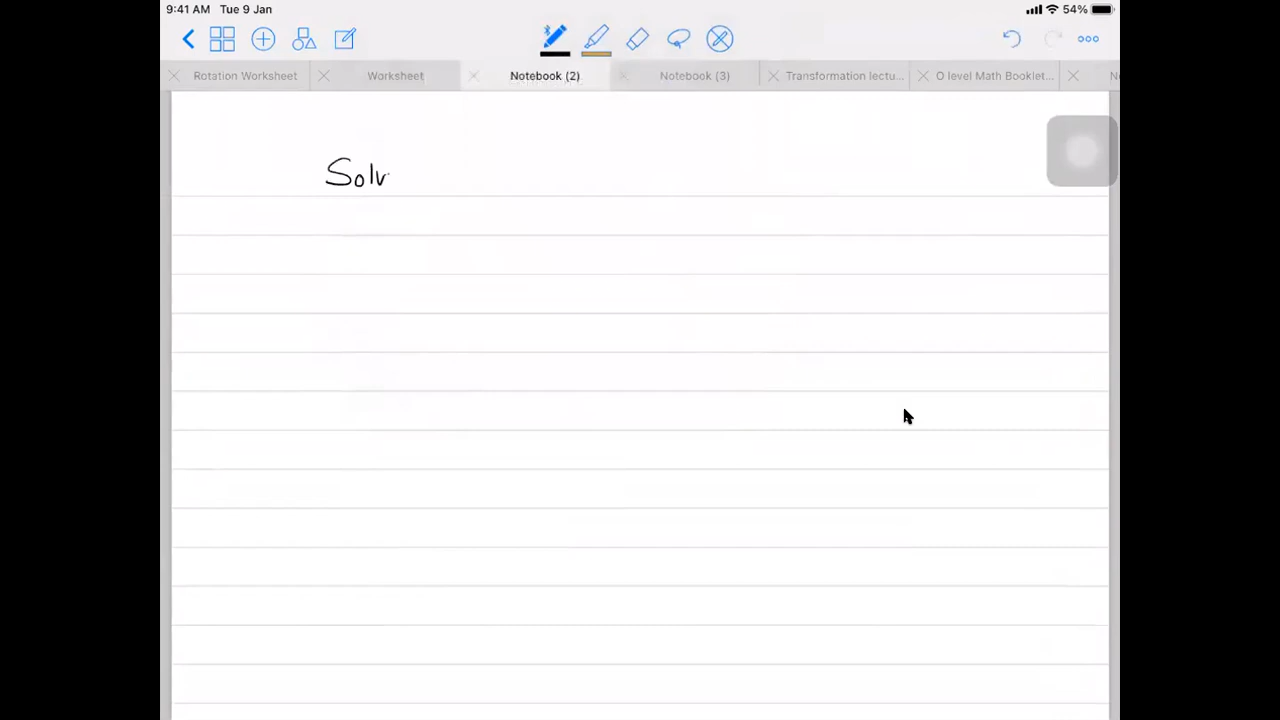 9:41 AM Tue 9 Jan 54%
Rotation Worksheet Worksheet Notebook (2) Notebook (3) Transformation lectu... O level Math Booklet... N
Solv